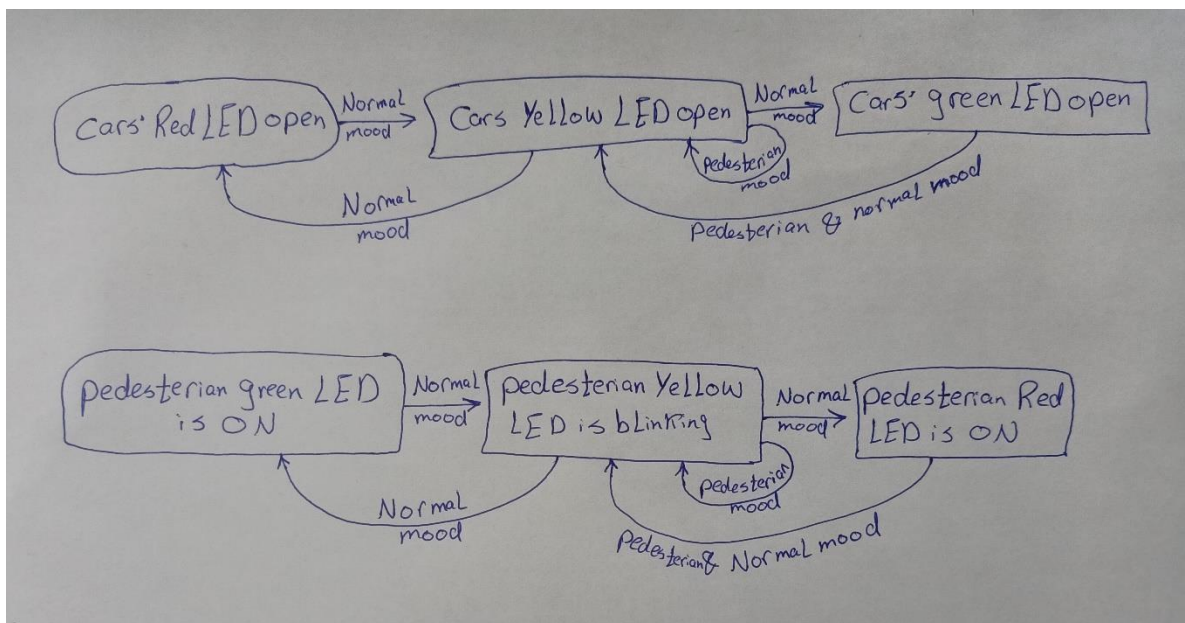 Cars' Red LED open
Normal
mood
Cars Yellow LED open
Normal
mood
Cars' green LED open
Pedesterian
mood
Normal
mood
Pedesterian & normal mood
Pedesterian green LED
is ON
Normal
mood
Pedesterian Yellow
LED is blinking
Normal
mood
Pedesterian Red
LED is ON
Pedesterian
mood
Normal
mood
Pedesterian & Normal mood